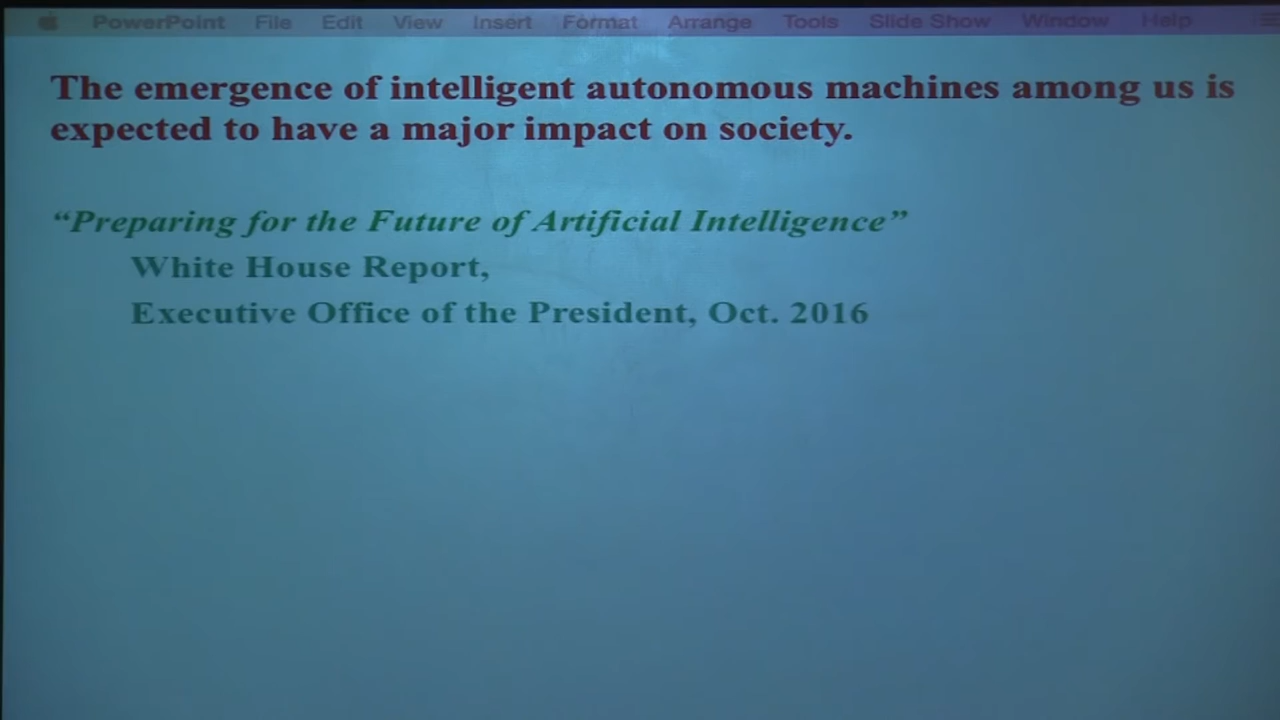 PowerPoint File Edit View Insert Format Arrange Tools Slide Show Window Help
The emergence of intelligent autonomous machines among us is
expected to have a major impact on society.
“Preparing for the Future of Artificial Intelligence”
White House Report,
Executive Office of the President, Oct. 2016